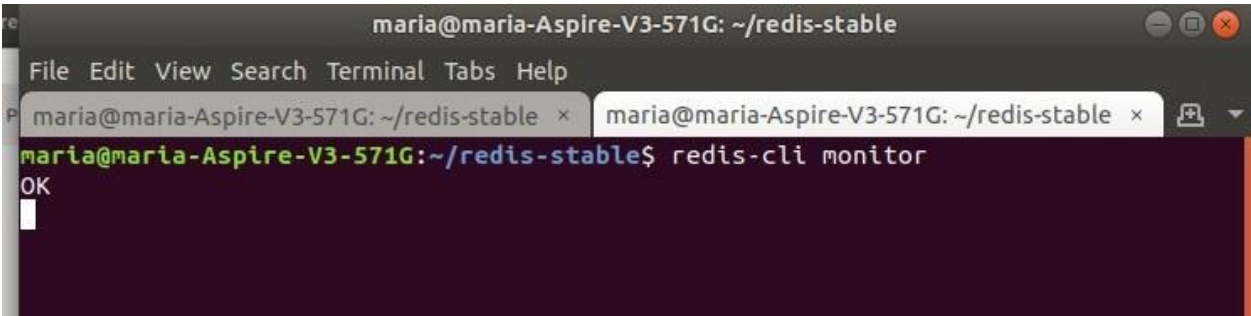 re
maria@maria-Aspire-V3-571G: ~/redis-stable
File Edit View Search Terminal Tabs Help
P
maria@maria-Aspire-V3-571G: ~/redis-stable ×
maria@maria-Aspire-V3-571G: ~/redis-stable ×
maria@maria-Aspire-V3-571G:~/redis-stable$ redis-cli monitor
OK